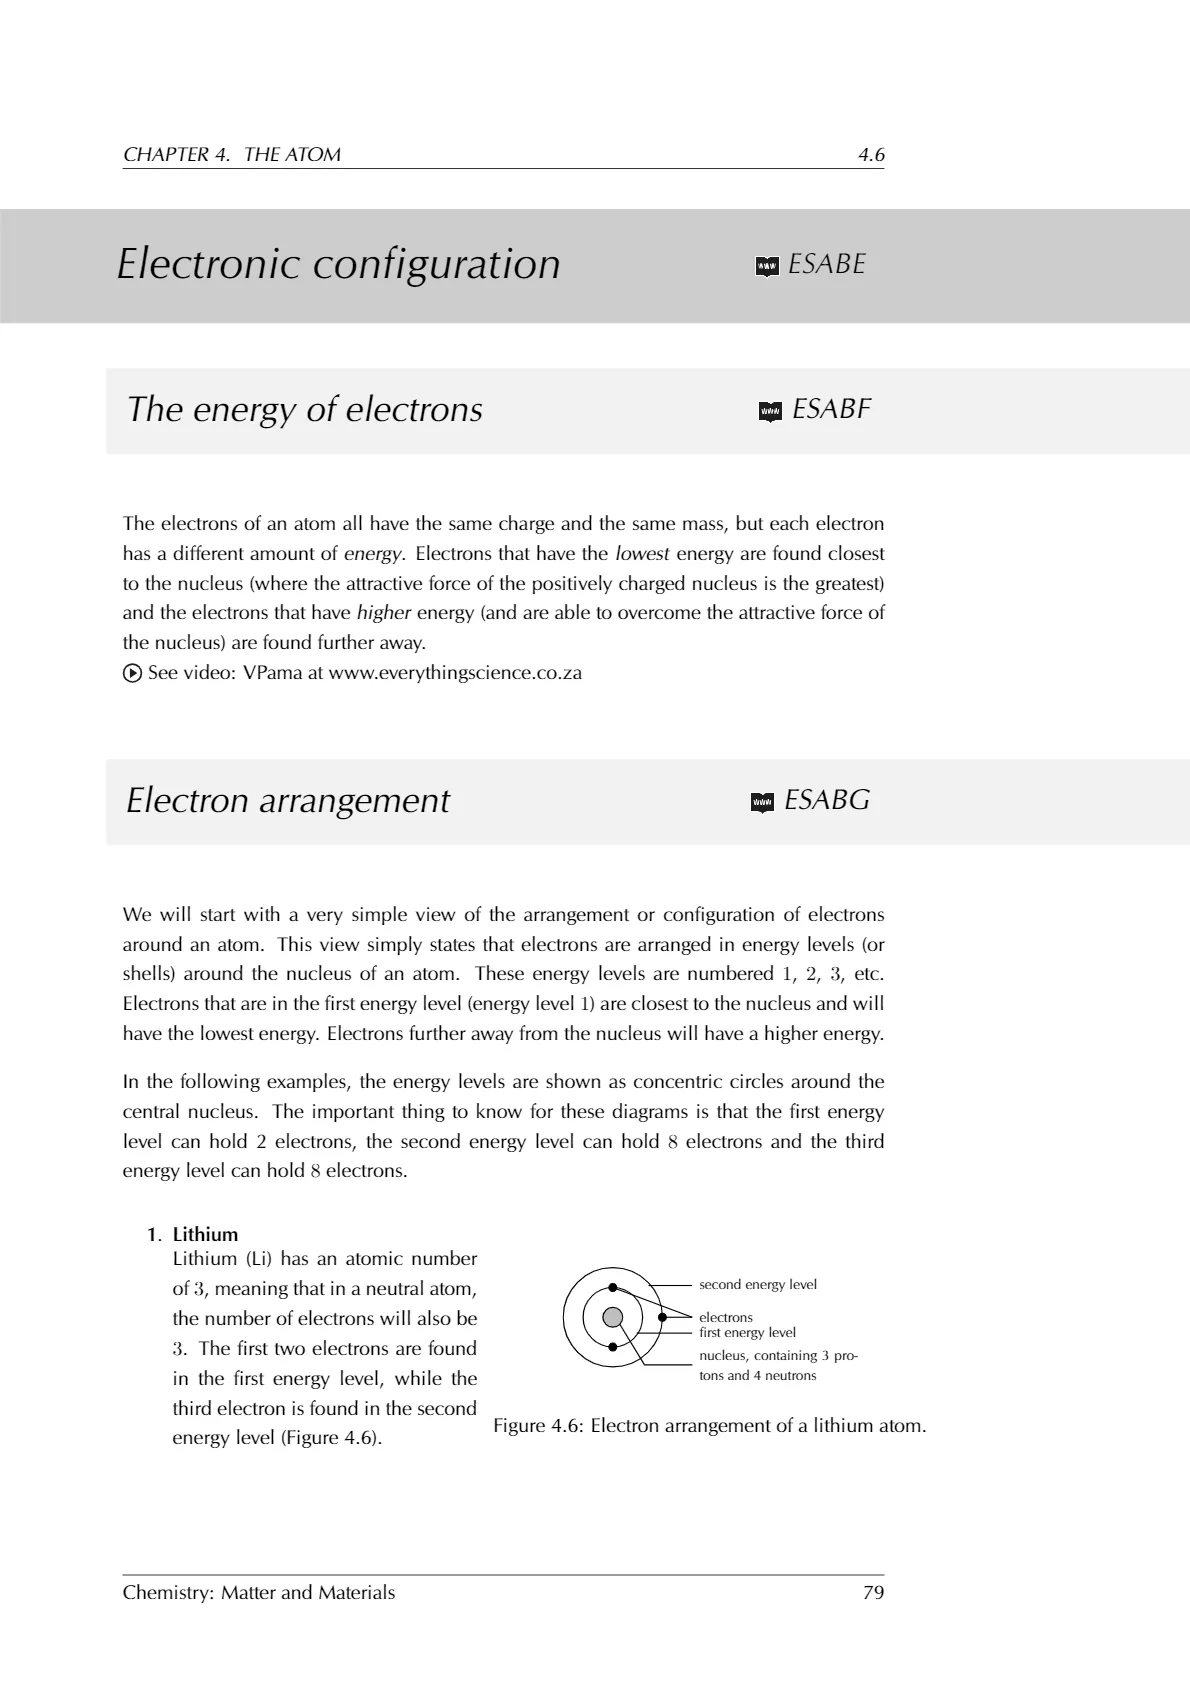 CHAPTER 4. THE ATOM 4.6
Electronic configuration www ESABE
The energy of electrons www ESABF
The electrons of an atom all have the same charge and the same mass, but each electron
has a different amount of energy. Electrons that have the lowest energy are found closest
to the nucleus (where the attractive force of the positively charged nucleus is the greatest)
and the electrons that have higher energy (and are able to overcome the attractive force of
the nucleus) are found further away.
See video: VPama at www.everythingscience.co.za
Electron arrangement www ESABG
We will start with a very simple view of the arrangement or configuration of electrons
around an atom. This view simply states that electrons are arranged in energy levels (or
shells) around the nucleus of an atom. These energy levels are numbered 1, 2, 3, etc.
Electrons that are in the first energy level (energy level 1) are closest to the nucleus and will
have the lowest energy. Electrons further away from the nucleus will have a higher energy.
In the following examples, the energy levels are shown as concentric circles around the
central nucleus. The important thing to know for these diagrams is that the first energy
level can hold 2 electrons, the second energy level can hold 8 electrons and the third
energy level can hold 8 electrons.
1. Lithium
Lithium (Li) has an atomic number
of 3, meaning that in a neutral atom,
the number of electrons will also be
3. The first two electrons are found
in the first energy level, while the
third electron is found in the second
energy level (Figure 4.6).
second energy level
electrons
first energy level
nucleus, containing 3 pro-
tons and 4 neutrons
Figure 4.6: Electron arrangement of a lithium atom.
Chemistry: Matter and Materials 79